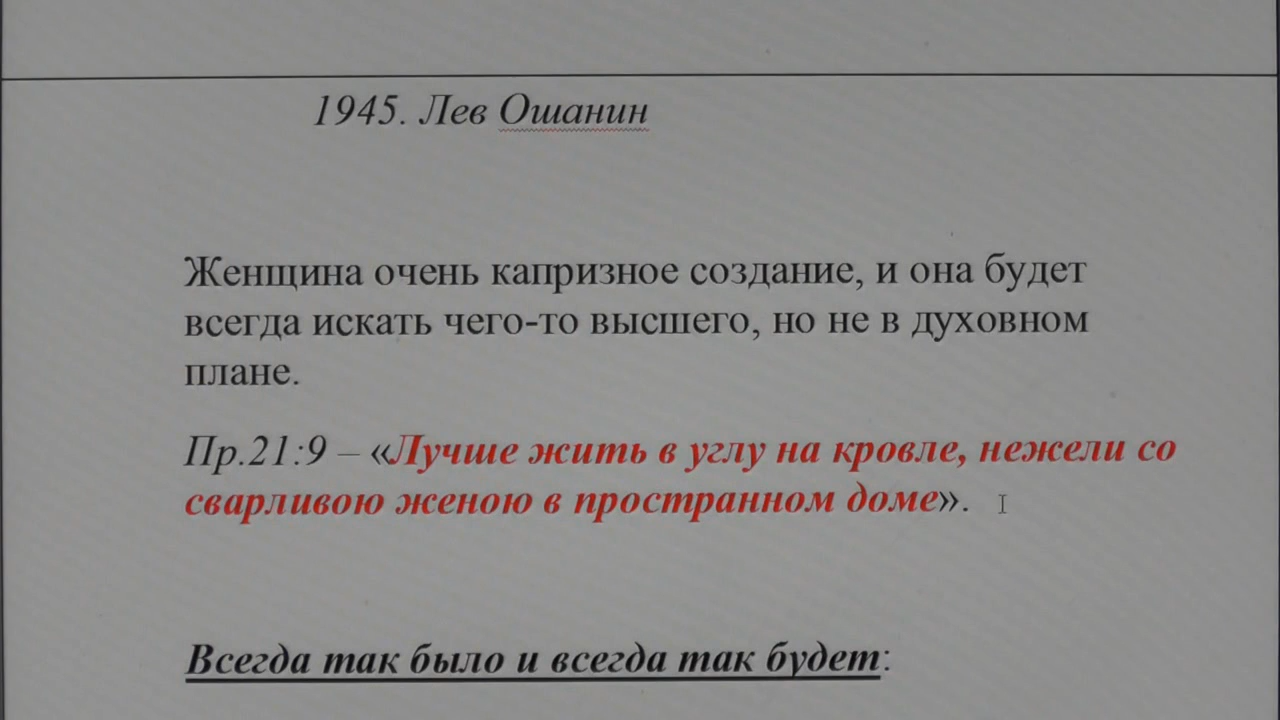 1945. Лев Ошанин
Женщина очень капризное создание, и она будет
всегда искать чего-то высшего, но не в духовном
плане.
Пр.21:9 – «Лучше жить в углу на кровле, нежели со
сварливою женою в пространном доме».
Всегда так было и всегда так будет: